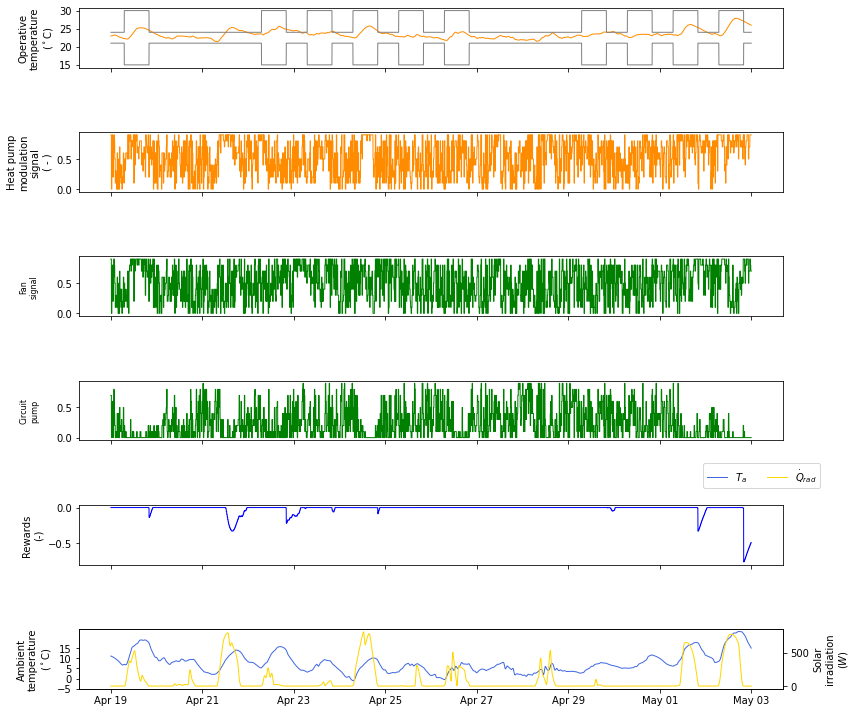 Operative
temperature
(°C)
30
25
20
15
Heat pump
modulation
signal
( - )
0.5
0.0
Fan
signal
0.5
0.0
Circuit
pump
0.5
0.0
T_a
Q̇_rad
Rewards
(-)
0.0
−0.5
Ambient
temperature
(°C)
15
10
5
0
−5
500
0
Solar
irradiation
(W)
Apr 19 Apr 21 Apr 23 Apr 25 Apr 27 Apr 29 May 01 May 03